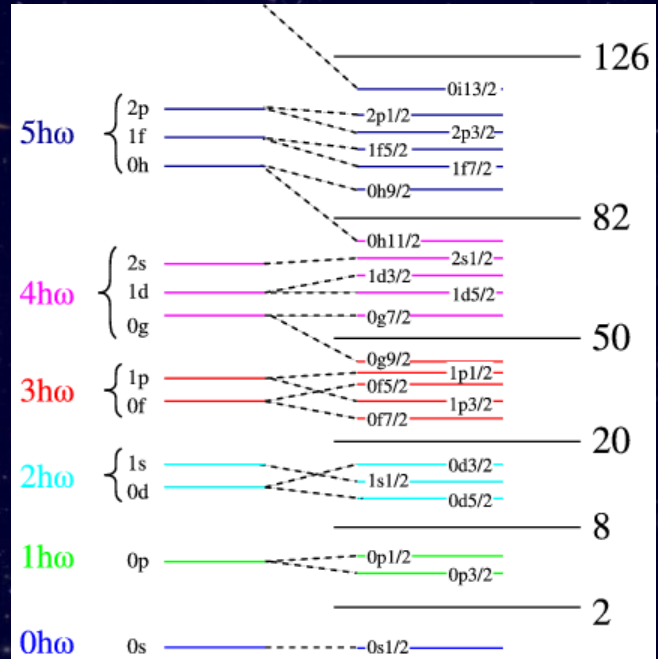 126
0i13/2
2p
2p1/2
5hω
1f
2p3/2
1f5/2
0h
1f7/2
0h9/2
82
0h11/2
2s
2s1/2
1d3/2
4hω
1d
1d5/2
0g
0g7/2
50
0g9/2
1p
1p1/2
3hω
0f5/2
0f
1p3/2
0f7/2
20
1s
0d3/2
2hω
1s1/2
0d
0d5/2
8
1hω
0p
0p1/2
0p3/2
2
0hω
0s
0s1/2